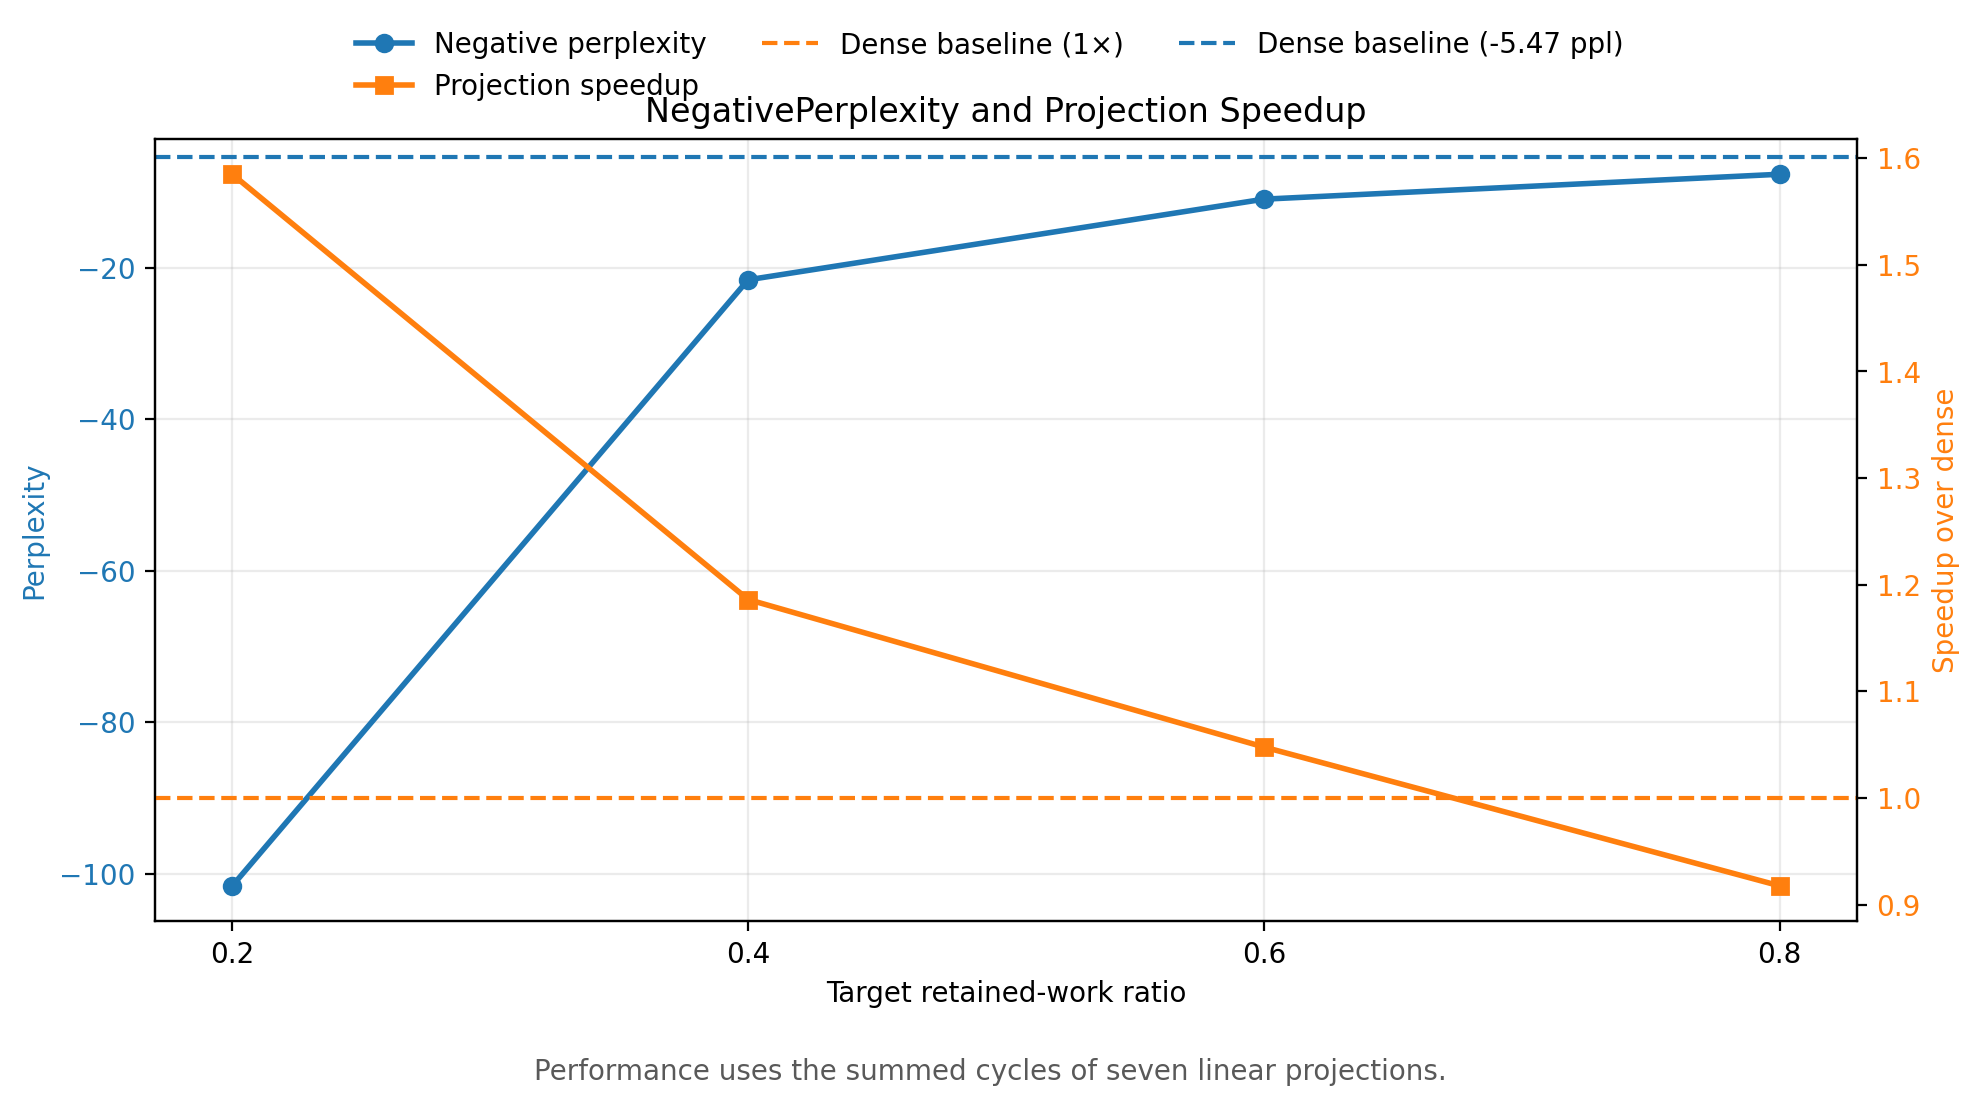 Negative perplexity
Projection speedup
Dense baseline (1×)
Dense baseline (-5.47 ppl)
NegativePerplexity and Projection Speedup
Perplexity
−20
−40
−60
−80
−100
1.6
1.5
1.4
1.3
1.2
1.1
1.0
0.9
Speedup over dense
0.2
0.4
0.6
0.8
Target retained-work ratio
Performance uses the summed cycles of seven linear projections.